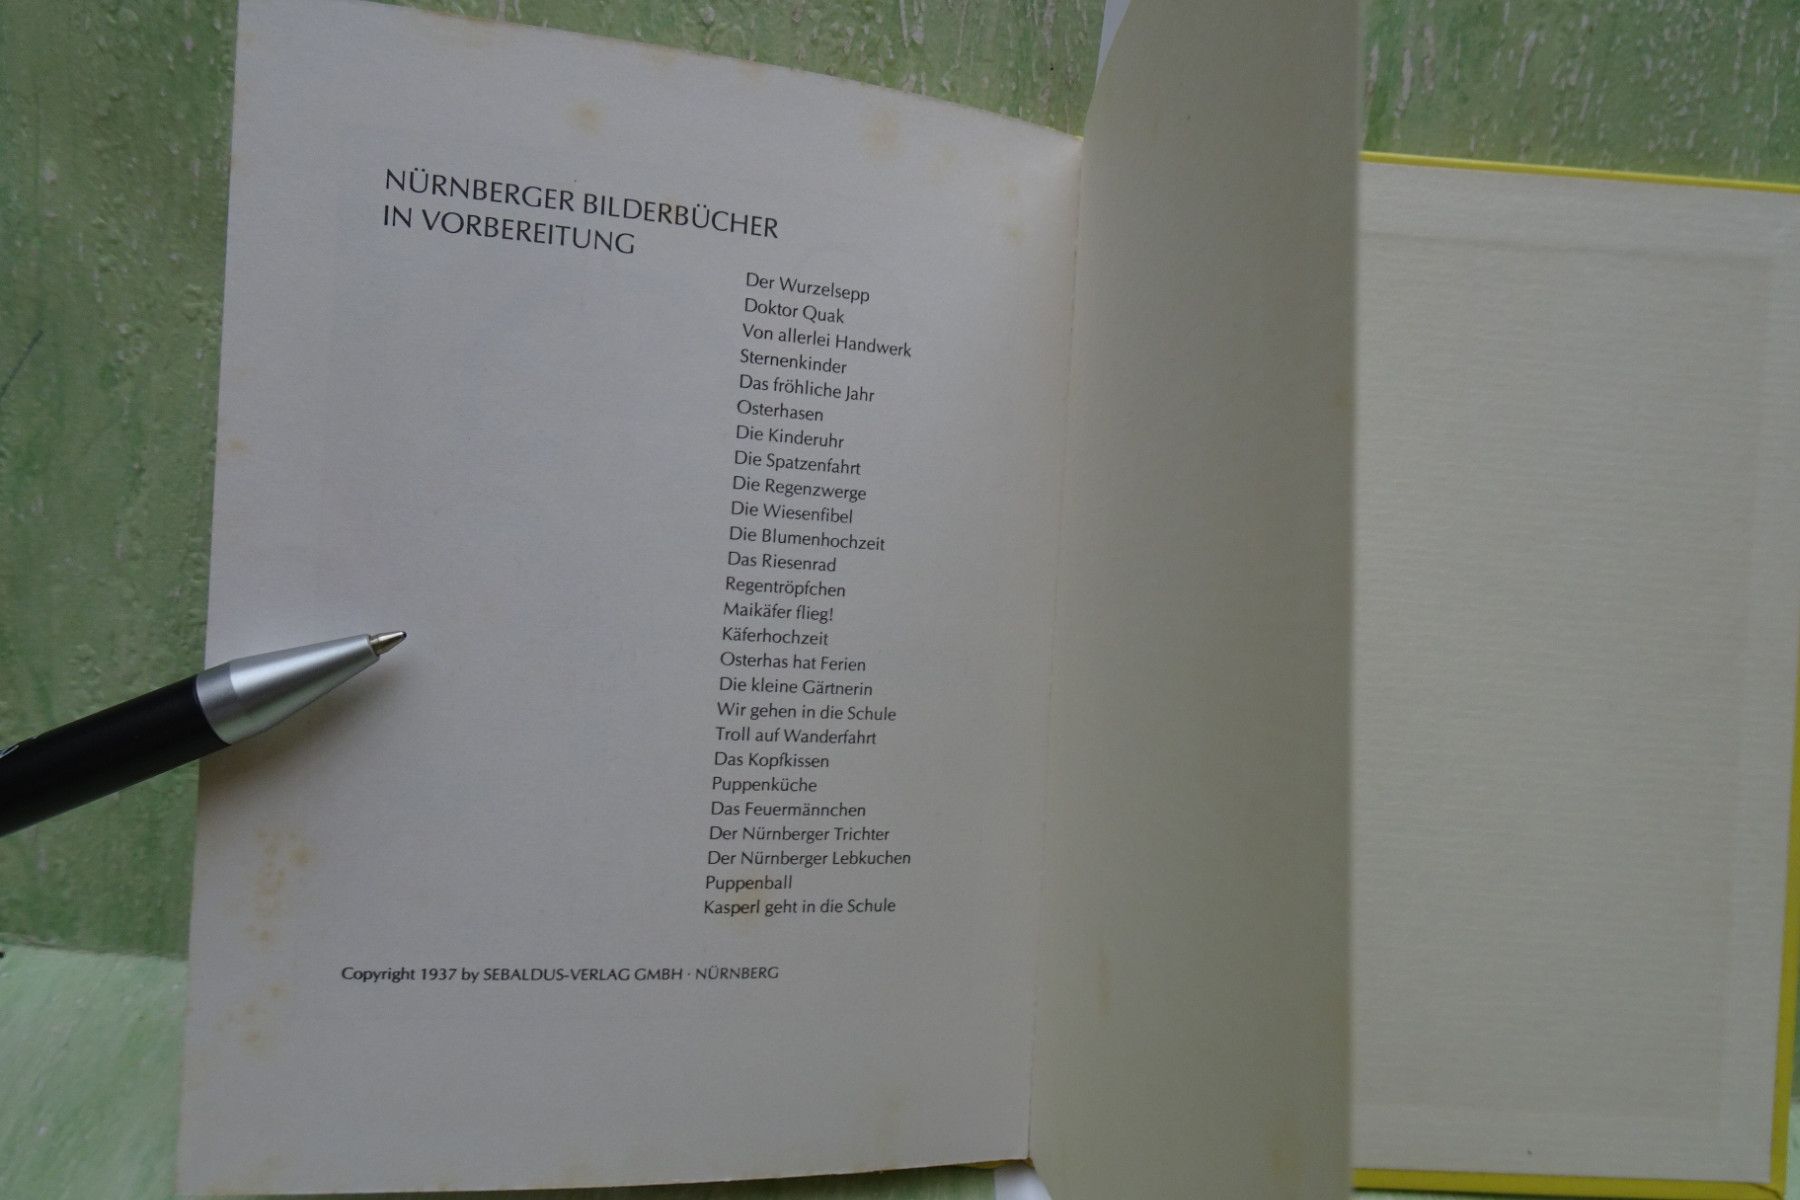 NÜRNBERGER BILDERBÜCHER
IN VORBEREITUNG
Der Wurzelsepp
Doktor Quak
Von allerlei Handwerk
Sternenkinder
Das fröhliche Jahr
Osterhasen
Die Kinderuhr
Die Spatzenfahrt
Die Regenzwerge
Die Wiesenfibel
Die Blumenhochzeit
Das Riesenrad
Regentröpfchen
Maikäfer flieg!
Käferhochzeit
Osterhas hat Ferien
Die kleine Gärtnerin
Wir gehen in die Schule
Troll auf Wanderfahrt
Das Kopfkissen
Puppenküche
Das Feuermännchen
Der Nürnberger Trichter
Der Nürnberger Lebkuchen
Puppenball
Kasperl geht in die Schule
Copyright 1937 by SEBALDUS-VERLAG GMBH · NÜRNBERG